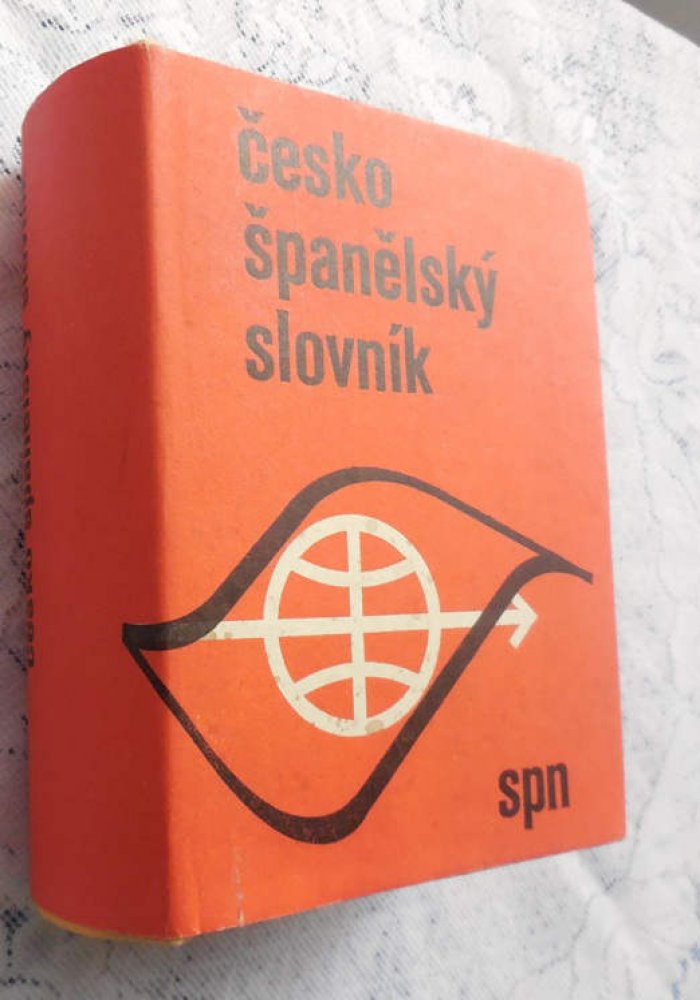 česko
španělský
slovník
spn